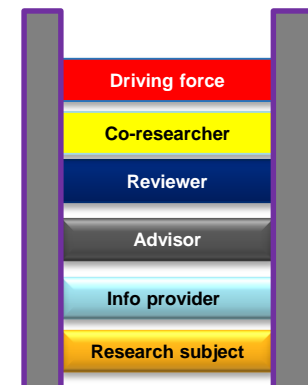 Driving force
Co-researcher
Reviewer
Advisor
Info provider
Research subject